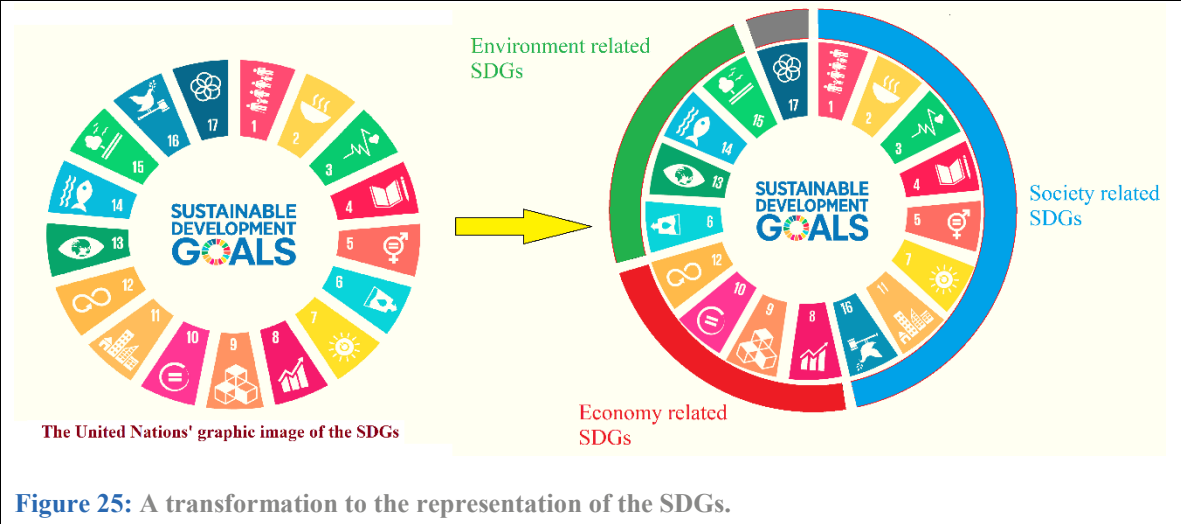 Environment related
SDGs
17
1
2
3
4
5
6
7
8
9
10
11
12
13
14
15
16
SUSTAINABLE
DEVELOPMENT
GOALS
The United Nations' graphic image of the SDGs
17
1
2
3
4
5
7
11
16
8
9
10
12
6
13
14
15
SUSTAINABLE
DEVELOPMENT
GOALS
Society related
SDGs
Economy related
SDGs
Figure 25: A transformation to the representation of the SDGs.